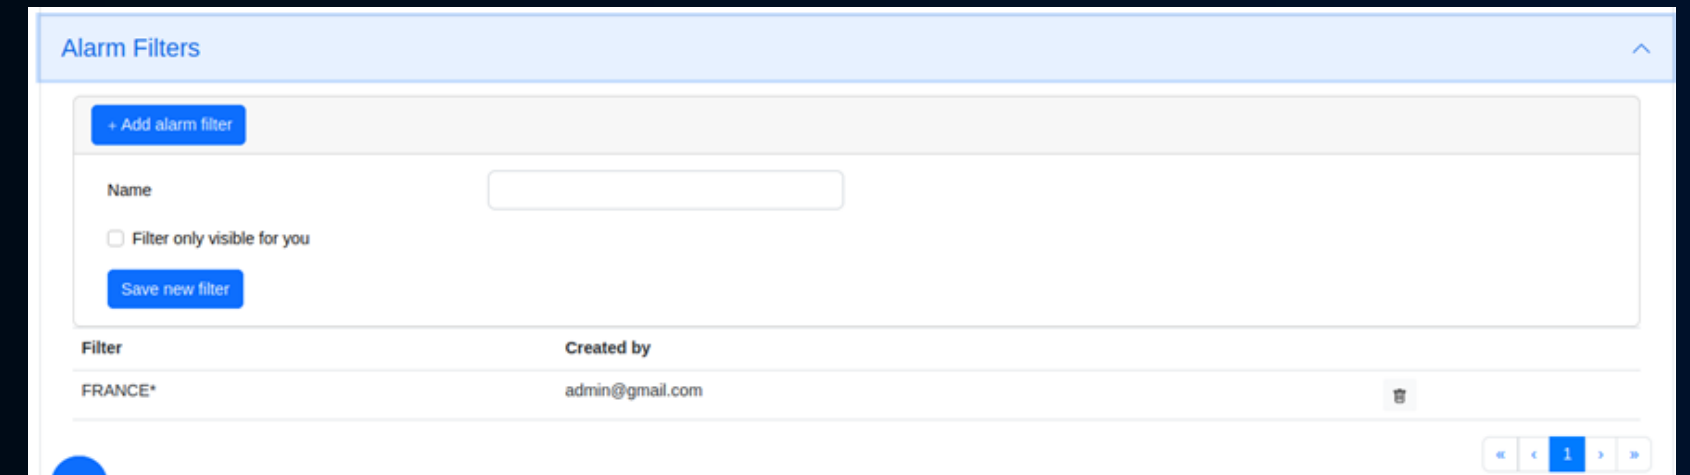 Alarm Filters
+ Add alarm filter
Name
Filter only visible for you
Save new filter
Filter Created by
FRANCE* admin@gmail.com
« ‹ 1 › »